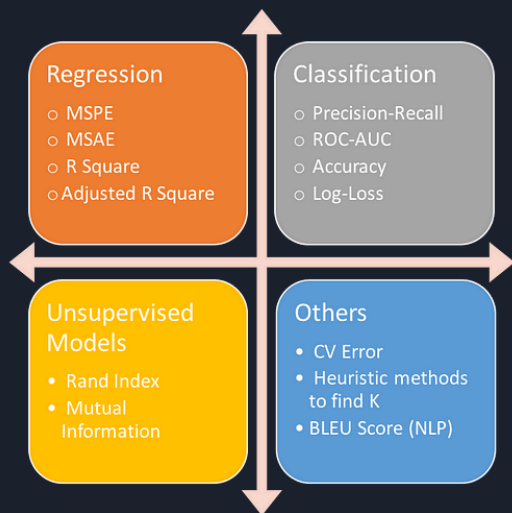 Regression
○ MSPE
○ MSAE
○ R Square
○ Adjusted R Square
Classification
○ Precision-Recall
○ ROC-AUC
○ Accuracy
○ Log-Loss
Unsupervised
Models
• Rand Index
• Mutual
Information
Others
• CV Error
• Heuristic methods
to find K
• BLEU Score (NLP)